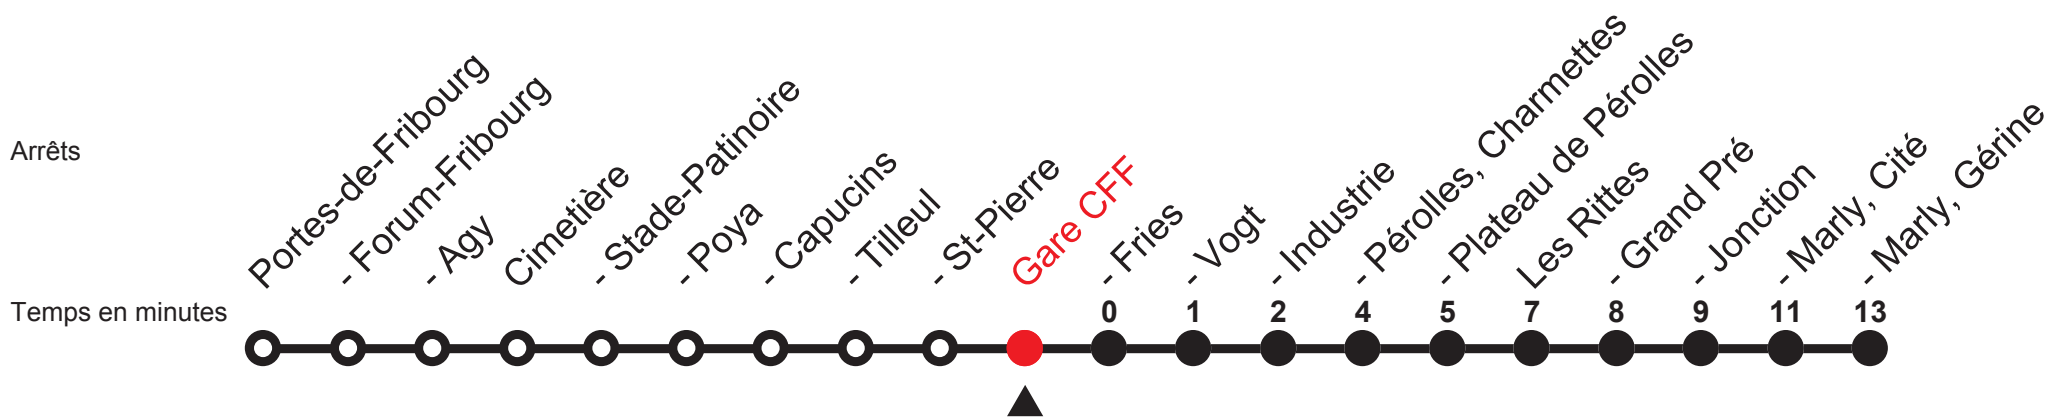 Arrêts
Portes-de-Fribourg
- Forum-Fribourg
- Agy
Cimetière
- Stade-Patinoire
- Poya
- Capucins
- Tilleul
- St-Pierre
Gare CFF
- Fries
- Vogt
- Industrie
- Pérolles, Charmettes
- Plateau de Pérolles
Les Rittes
- Grand Pré
- Jonction
- Marly, Cité
- Marly, Gérine
Temps en minutes 0 1 2 4 5 7 8 9 11 13